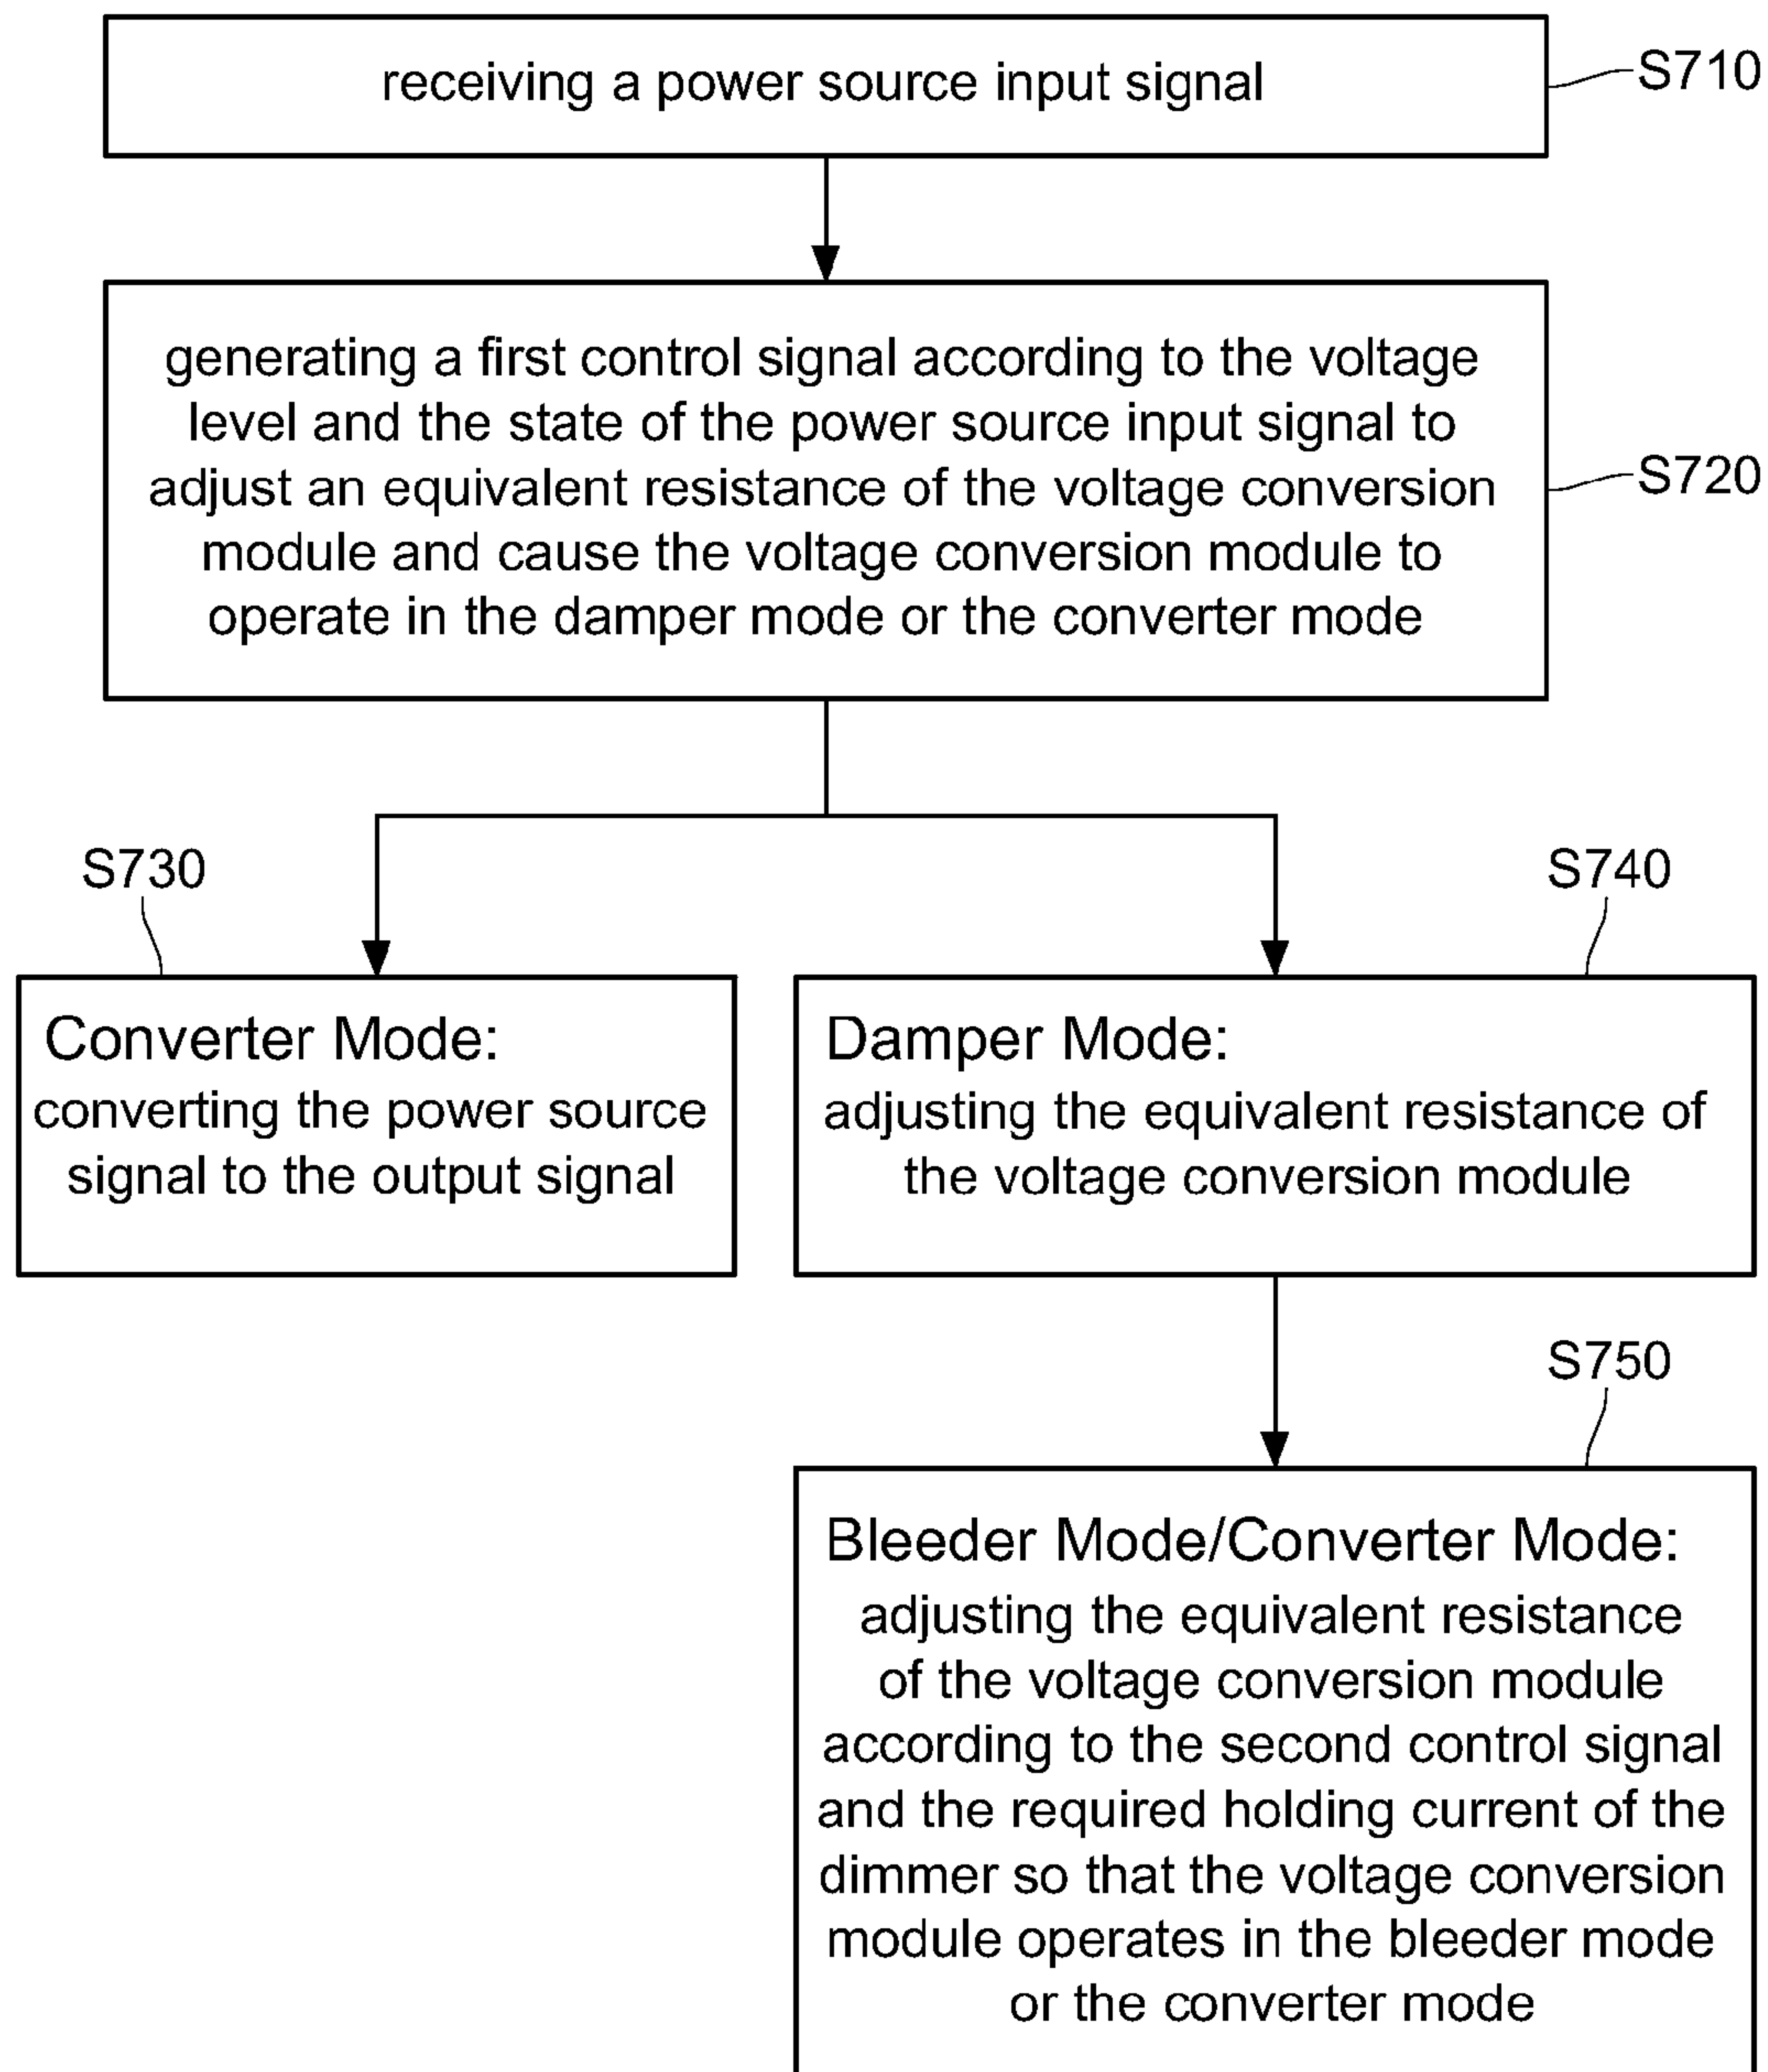 receiving a power source input signal
S710
generating a first control signal according to the voltage
level and the state of the power source input signal to
adjust an equivalent resistance of the voltage conversion
module and cause the voltage conversion module to
operate in the damper mode or the converter mode
S720
S730
Converter Mode:
converting the power source
signal to the output signal
S740
Damper Mode:
adjusting the equivalent resistance of
the voltage conversion module
S750
Bleeder Mode/Converter Mode:
adjusting the equivalent resistance
of the voltage conversion module
according to the second control signal
and the required holding current of the
dimmer so that the voltage conversion
module operates in the bleeder mode
or the converter mode